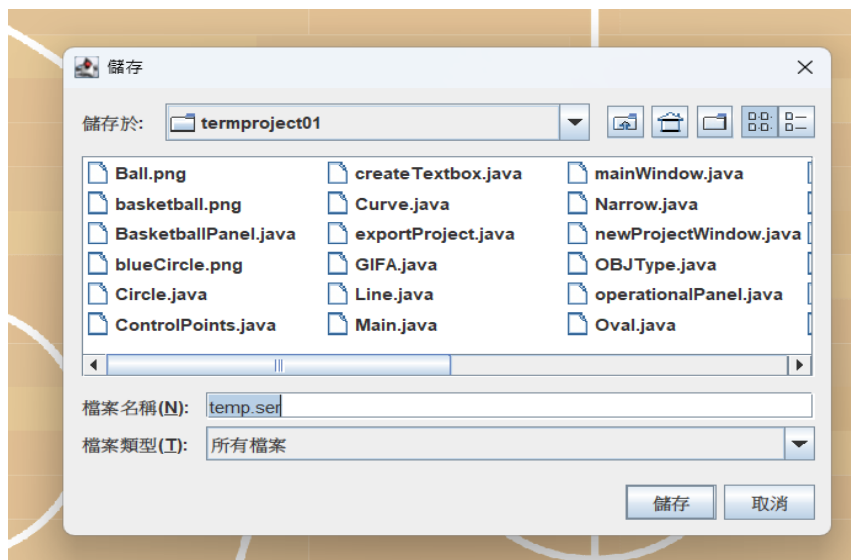 儲存
儲存於: termproject01
Ball.png createTextbox.java mainWindow.java
basketball.png Curve.java Narrow.java
BasketballPanel.java exportProject.java newProjectWindow.java
blueCircle.png GIFA.java OBJType.java
Circle.java Line.java operationalPanel.java
ControlPoints.java Main.java Oval.java
檔案名稱(N): temp.ser
檔案類型(T): 所有檔案
儲存 取消